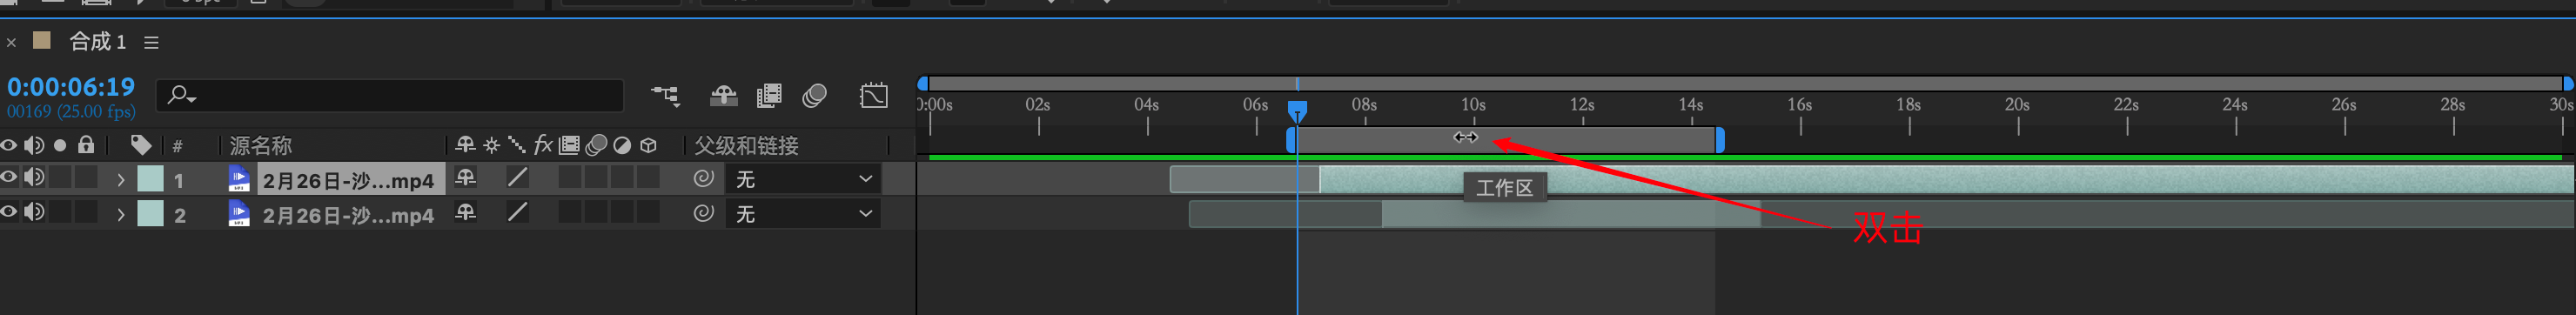 合成 1
0:00:06:19
00169 (25.00 fps)
0:00s 02s 04s 06s 08s 10s 12s 14s 16s 18s 20s 22s 24s 26s 28s 30s
# 源名称 fx 父级和链接
1 2月26日-沙...mp4 无
工作区
2 2月26日-沙...mp4 无
双击